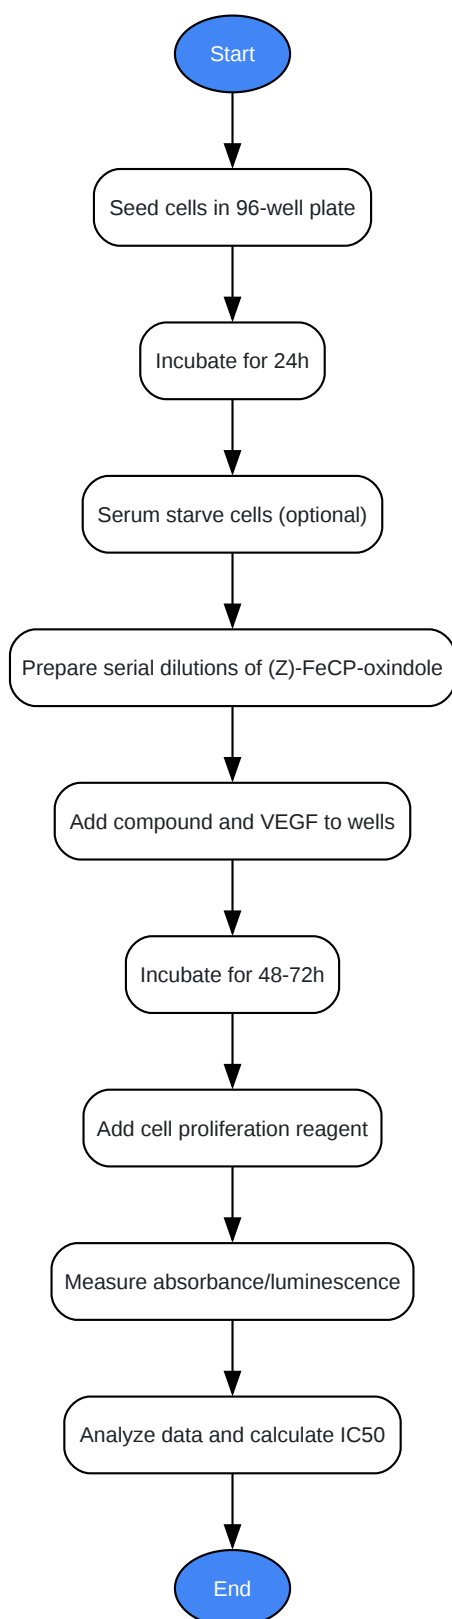 Start
Seed cells in 96-well plate
Incubate for 24h
Serum starve cells (optional)
Prepare serial dilutions of (Z)-FeCP-oxindole
Add compound and VEGF to wells
Incubate for 48-72h
Add cell proliferation reagent
Measure absorbance/luminescence
Analyze data and calculate IC50
End